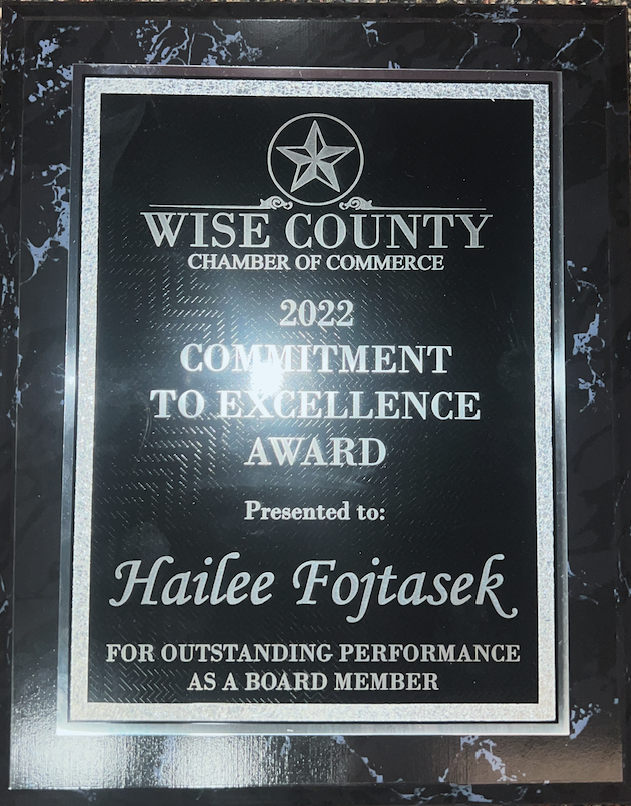 WISE COUNTY
CHAMBER OF COMMERCE
2022
COMMITMENT
TO EXCELLENCE
AWARD
Presented to:
Hailee Fojtasek
FOR OUTSTANDING PERFORMANCE
AS A BOARD MEMBER